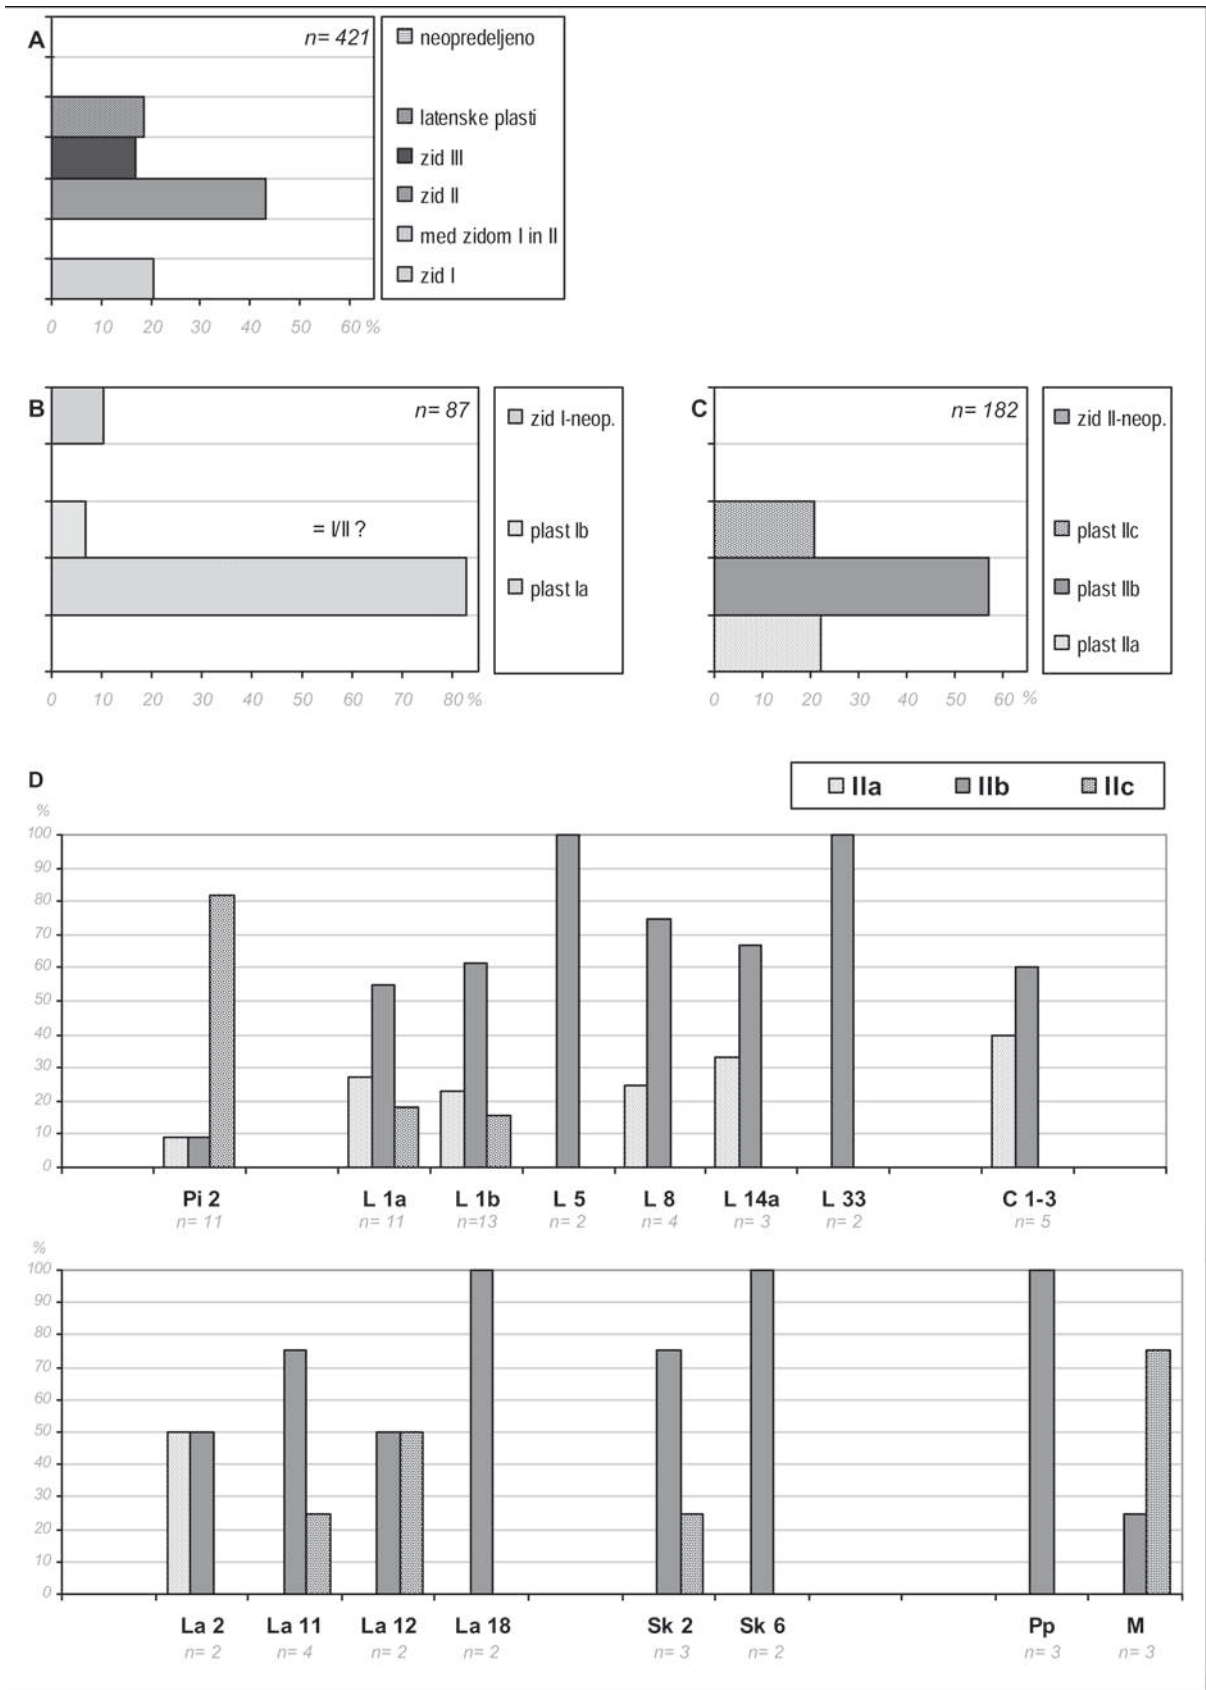 A
n= 421
neopredeljeno
latenske plasti
zid III
zid II
med zidom I in II
zid I
0 10 20 30 40 50 60 %
B
n= 87
zid I-neop.
= I/II ?
plast Ib
plast Ia
0 10 20 30 40 50 60 70 80 %
C
n= 182
zid II-neop.
plast IIc
plast IIb
plast IIa
0 10 20 30 40 50 60 %
D
IIa IIb IIc
%
100
90
80
70
60
50
40
30
20
10
0
Pi 2 L 1a L 1b L 5 L 8 L 14a L 33 C 1-3
n= 11 n= 11 n=13 n= 2 n= 4 n= 3 n= 2 n= 5
%
100
90
80
70
60
50
40
30
20
10
0
La 2 La 11 La 12 La 18 Sk 2 Sk 6 Pp M
n= 2 n= 4 n= 2 n= 2 n= 3 n= 2 n= 3 n= 3